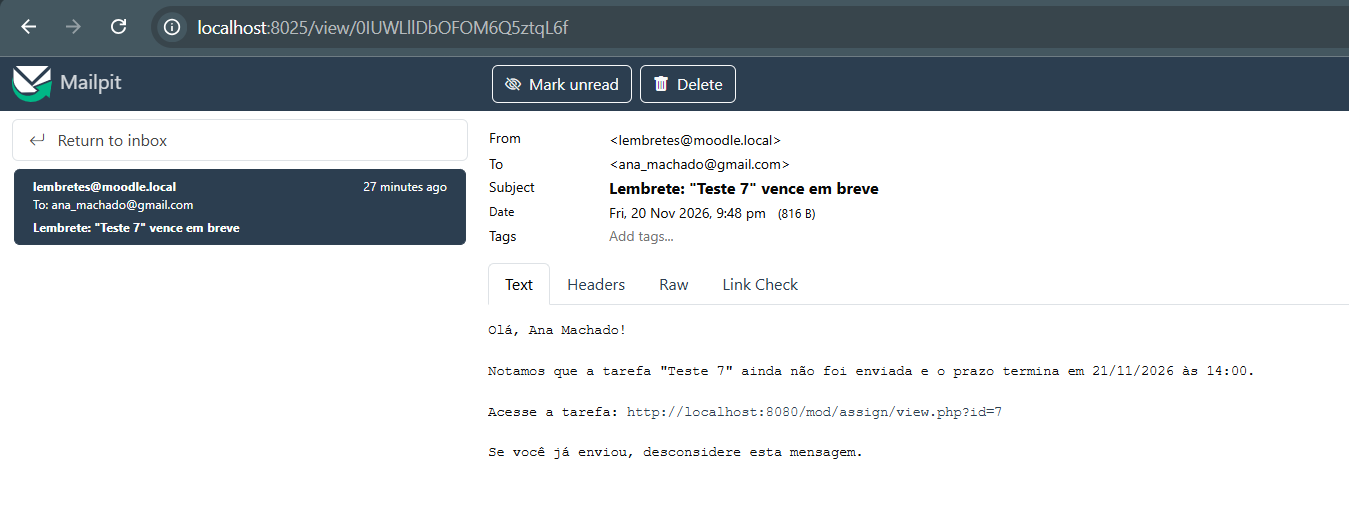 localhost:8025/view/0IUWLlIDbOFOM6Q5ztqL6f
Mailpit
Mark unread
Delete
Return to inbox
lembretes@moodle.local 27 minutes ago
To: ana_machado@gmail.com
Lembrete: "Teste 7" vence em breve
From <lembretes@moodle.local>
To <ana_machado@gmail.com>
Subject Lembrete: "Teste 7" vence em breve
Date Fri, 20 Nov 2026, 9:48 pm (816 B)
Tags Add tags...
Text Headers Raw Link Check
Olá, Ana Machado!
Notamos que a tarefa "Teste 7" ainda não foi enviada e o prazo termina em 21/11/2026 às 14:00.
Acesse a tarefa: http://localhost:8080/mod/assign/view.php?id=7
Se você já enviou, desconsidere esta mensagem.